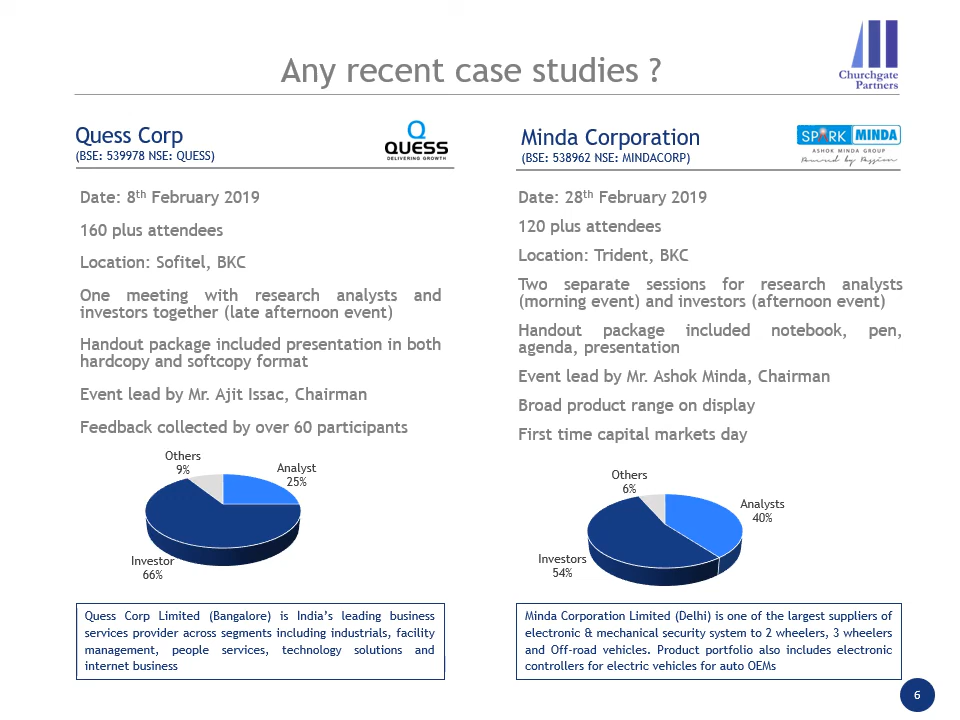 Any recent case studies ?
Churchgate
Partners
Quess Corp
(BSE: 539978 NSE: QUESS)
QUESS
DELIVERING GROWTH
Date: 8th February 2019
160 plus attendees
Location: Sofitel, BKC
One meeting with research analysts and
investors together (late afternoon event)
Handout package included presentation in both
hardcopy and softcopy format
Event lead by Mr. Ajit Issac, Chairman
Feedback collected by over 60 participants
Others
9%
Analyst
25%
Investor
66%
Quess Corp Limited (Bangalore) is India’s leading business
services provider across segments including industrials, facility
management, people services, technology solutions and
internet business
Minda Corporation
(BSE: 538962 NSE: MINDACORP)
SPARK MINDA
ASHOK MINDA GROUP
Powered by Passion
Date: 28th February 2019
120 plus attendees
Location: Trident, BKC
Two separate sessions for research analysts
(morning event) and investors (afternoon event)
Handout package included notebook, pen,
agenda, presentation
Event lead by Mr. Ashok Minda, Chairman
Broad product range on display
First time capital markets day
Others
6%
Analysts
40%
Investors
54%
Minda Corporation Limited (Delhi) is one of the largest suppliers of
electronic & mechanical security system to 2 wheelers, 3 wheelers
and Off-road vehicles. Product portfolio also includes electronic
controllers for electric vehicles for auto OEMs
6